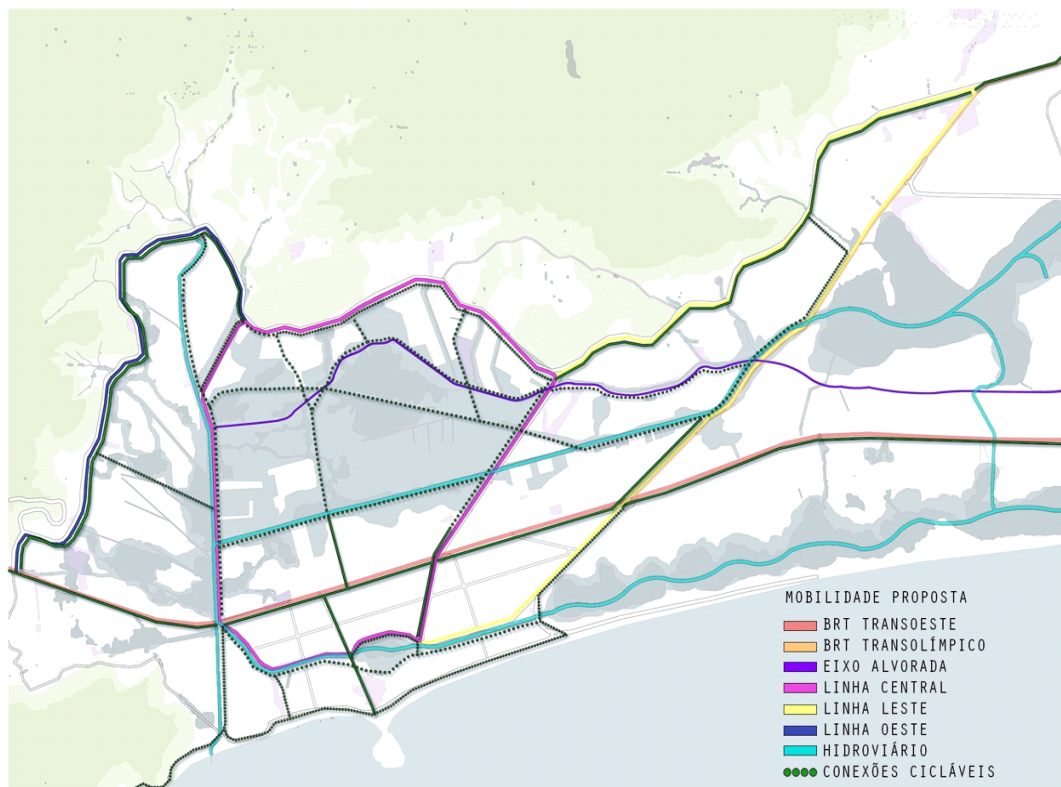 MOBILIDADE PROPOSTA
BRT TRANSOESTE
BRT TRANSOLÍMPICO
EIXO ALVORADA
LINHA CENTRAL
LINHA LESTE
LINHA OESTE
HIDROVIÁRIO
CONEXÕES CICLÁVEIS